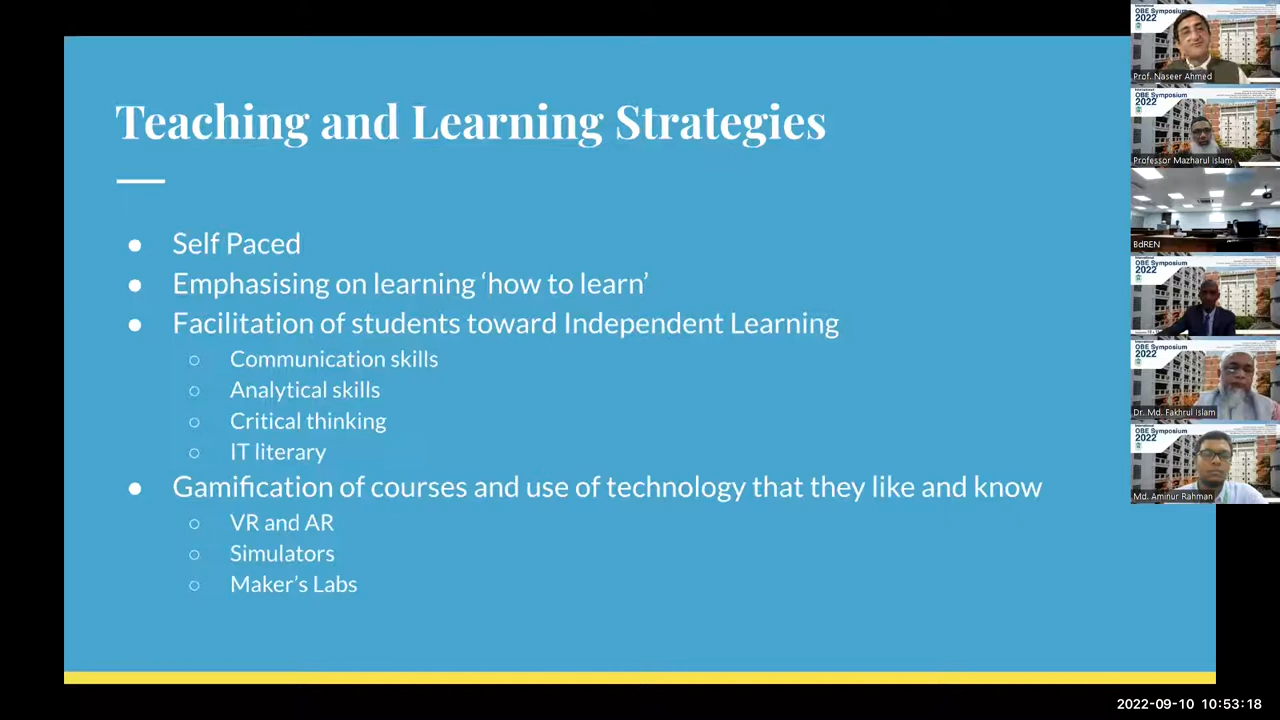 Teaching and Learning Strategies
● Self Paced
● Emphasising on learning ‘how to learn’
● Facilitation of students toward Independent Learning
○ Communication skills
○ Analytical skills
○ Critical thinking
○ IT literary
● Gamification of courses and use of technology that they like and know
○ VR and AR
○ Simulators
○ Maker’s Labs
International
OBE Symposium
2022
Prof. Naseer Ahmed
OBE Symposium
2022
Professor Mazharul Islam
BdREN
OBE Symposium
2022
OBE Symposium
2022
Dr. Md. Fakhrul Islam
OBE Symposium
2022
Md. Aminur Rahman
2022-09-10 10:53:18